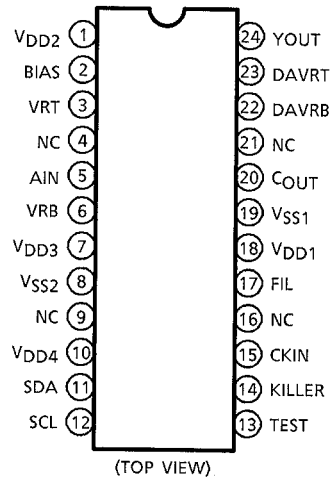 VDD2 1
BIAS 2
VRT 3
NC 4
AIN 5
VRB 6
VDD3 7
VSS2 8
NC 9
VDD4 10
SDA 11
SCL 12
24 YOUT
23 DAVRT
22 DAVRB
21 NC
20 COUT
19 VSS1
18 VDD1
17 FIL
16 NC
15 CKIN
14 KILLER
13 TEST
(TOP VIEW)